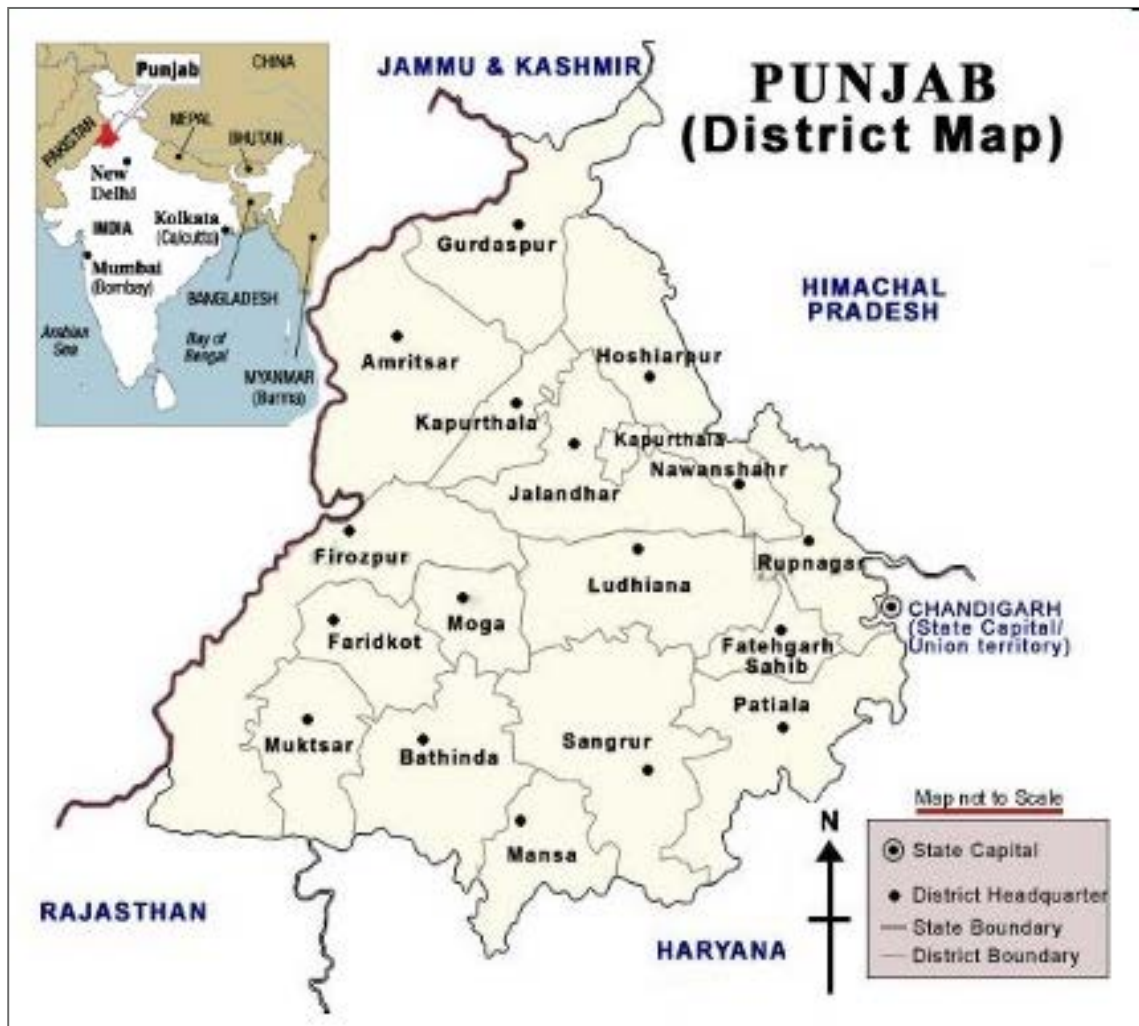 PUNJAB
(District Map)
JAMMU & KASHMIR
HIMACHAL
PRADESH
Punjab
CHINA
PAKISTAN
NEPAL
BHUTAN
New
Delhi
INDIA
Kolkata
(Calcutta)
Mumbai
(Bombay)
BANGLADESH
Arabian
Sea
Bay of
Bengal
MYANMAR
(Burma)
Gurdaspur
Amritsar
Hoshiarpur
Kapurthala
Kapurthala
Nawanshahr
Jalandhar
Firozpur
Ludhiana
Rupnagar
CHANDIGARH
(State Capital/
Union territory)
Faridkot
Moga
Fatehgarh
Sahib
Patiala
Muktsar
Bathinda
Sangrur
Mansa
RAJASTHAN
HARYANA
N
Map not to Scale
State Capital
District Headquarter
State Boundary
District Boundary